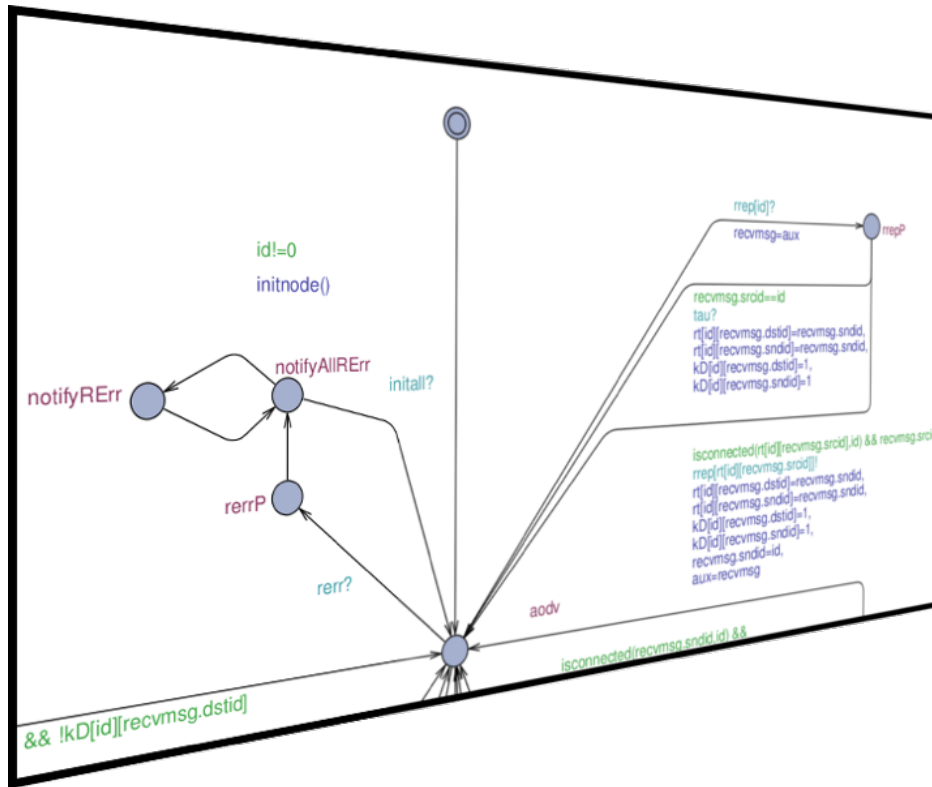 rrep[id]?
recvmsg=aux
rrepP
id!=0
initnode()
recvmsg.srcid==id
tau?
rt[id][recvmsg.dstid]=recvmsg.sndid,
rt[id][recvmsg.sndid]=recvmsg.sndid,
kD[id][recvmsg.dstid]=1,
kD[id][recvmsg.sndid]=1
notifyAllRErr
notifyRErr
initall?
isconnected(rt[id][recvmsg.srcid],id) && recvmsg.srci
rrep[rt[id][recvmsg.srcid]]!
rt[id][recvmsg.dstid]=recvmsg.sndid,
rt[id][recvmsg.sndid]=recvmsg.sndid,
kD[id][recvmsg.dstid]=1,
kD[id][recvmsg.sndid]=1,
recvmsg.sndid=id,
aux=recvmsg
rerrP
rerr?
aodv
isconnected(recvmsg.sndid,id) &&
&& !kD[id][recvmsg.dstid]